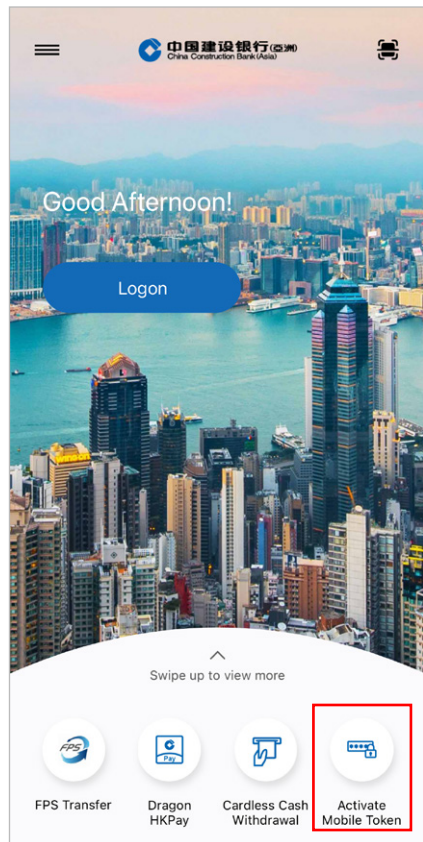 中国建设银行(亞洲)
China Construction Bank (Asia)
Good Afternoon!
Logon
Swipe up to view more
FPS
Pay
FPS Transfer
Dragon
HKPay
Cardless Cash
Withdrawal
Activate
Mobile Token